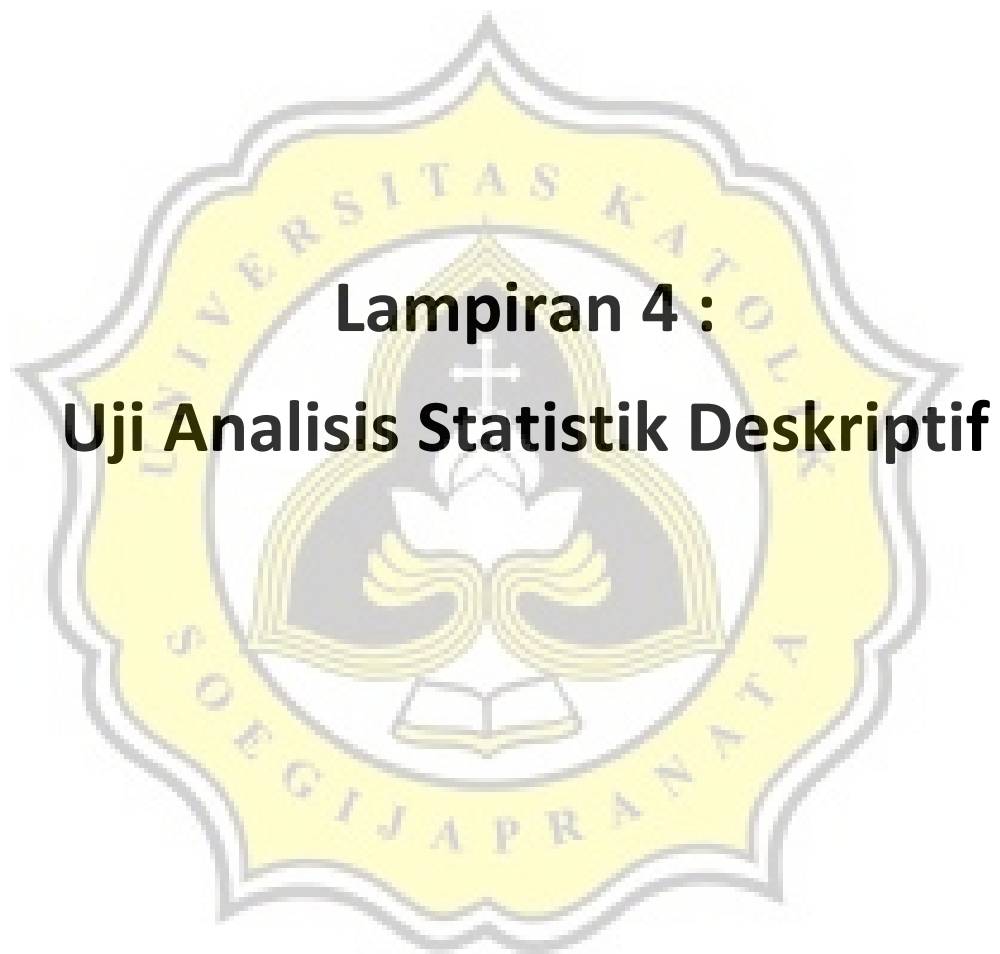 UNIVERSITAS KATOLIK
Lampiran 4 :
Uji Analisis Statistik Deskriptif
SOEGIJAPRANATA